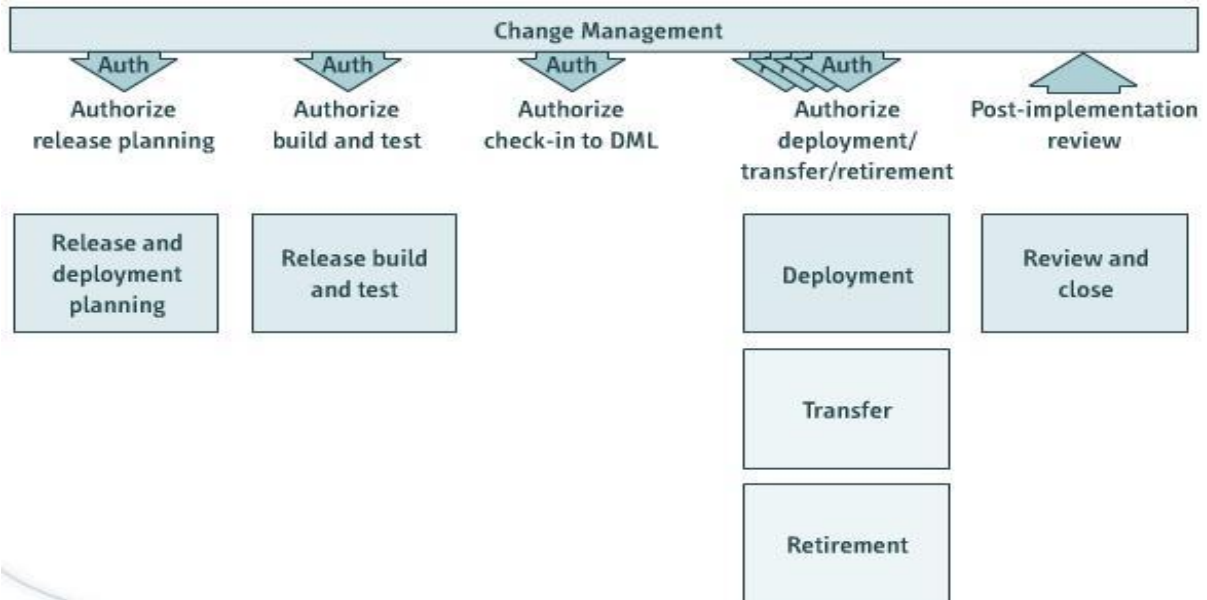 Change Management
Auth
Auth
Auth
Auth
Authorize
release planning
Authorize
build and test
Authorize
check-in to DML
Authorize
deployment/
transfer/retirement
Post-implementation
review
Release and
deployment
planning
Release build
and test
Deployment
Review and
close
Transfer
Retirement